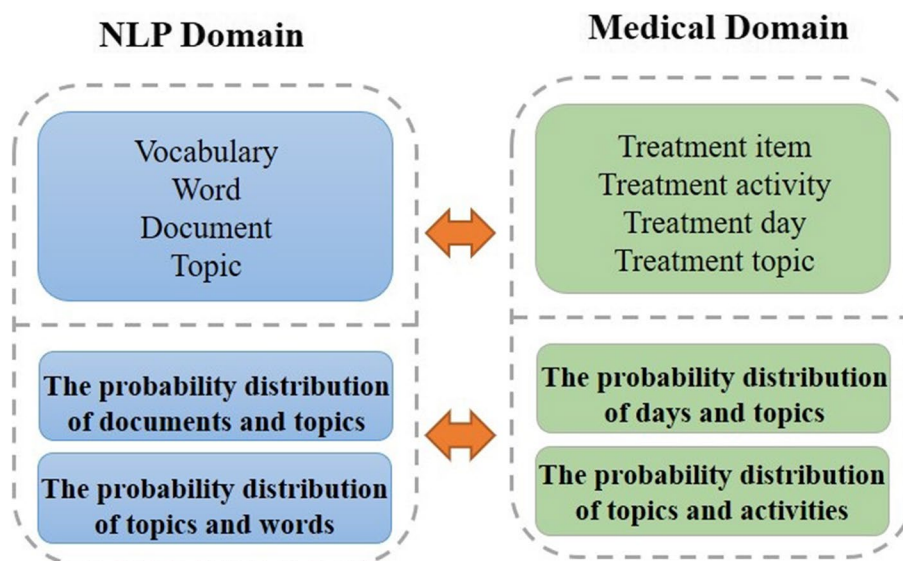 NLP Domain
Vocabulary
Word
Document
Topic
The probability distribution
of documents and topics
The probability distribution
of topics and words
Medical Domain
Treatment item
Treatment activity
Treatment day
Treatment topic
The probability distribution
of days and topics
The probability distribution
of topics and activities